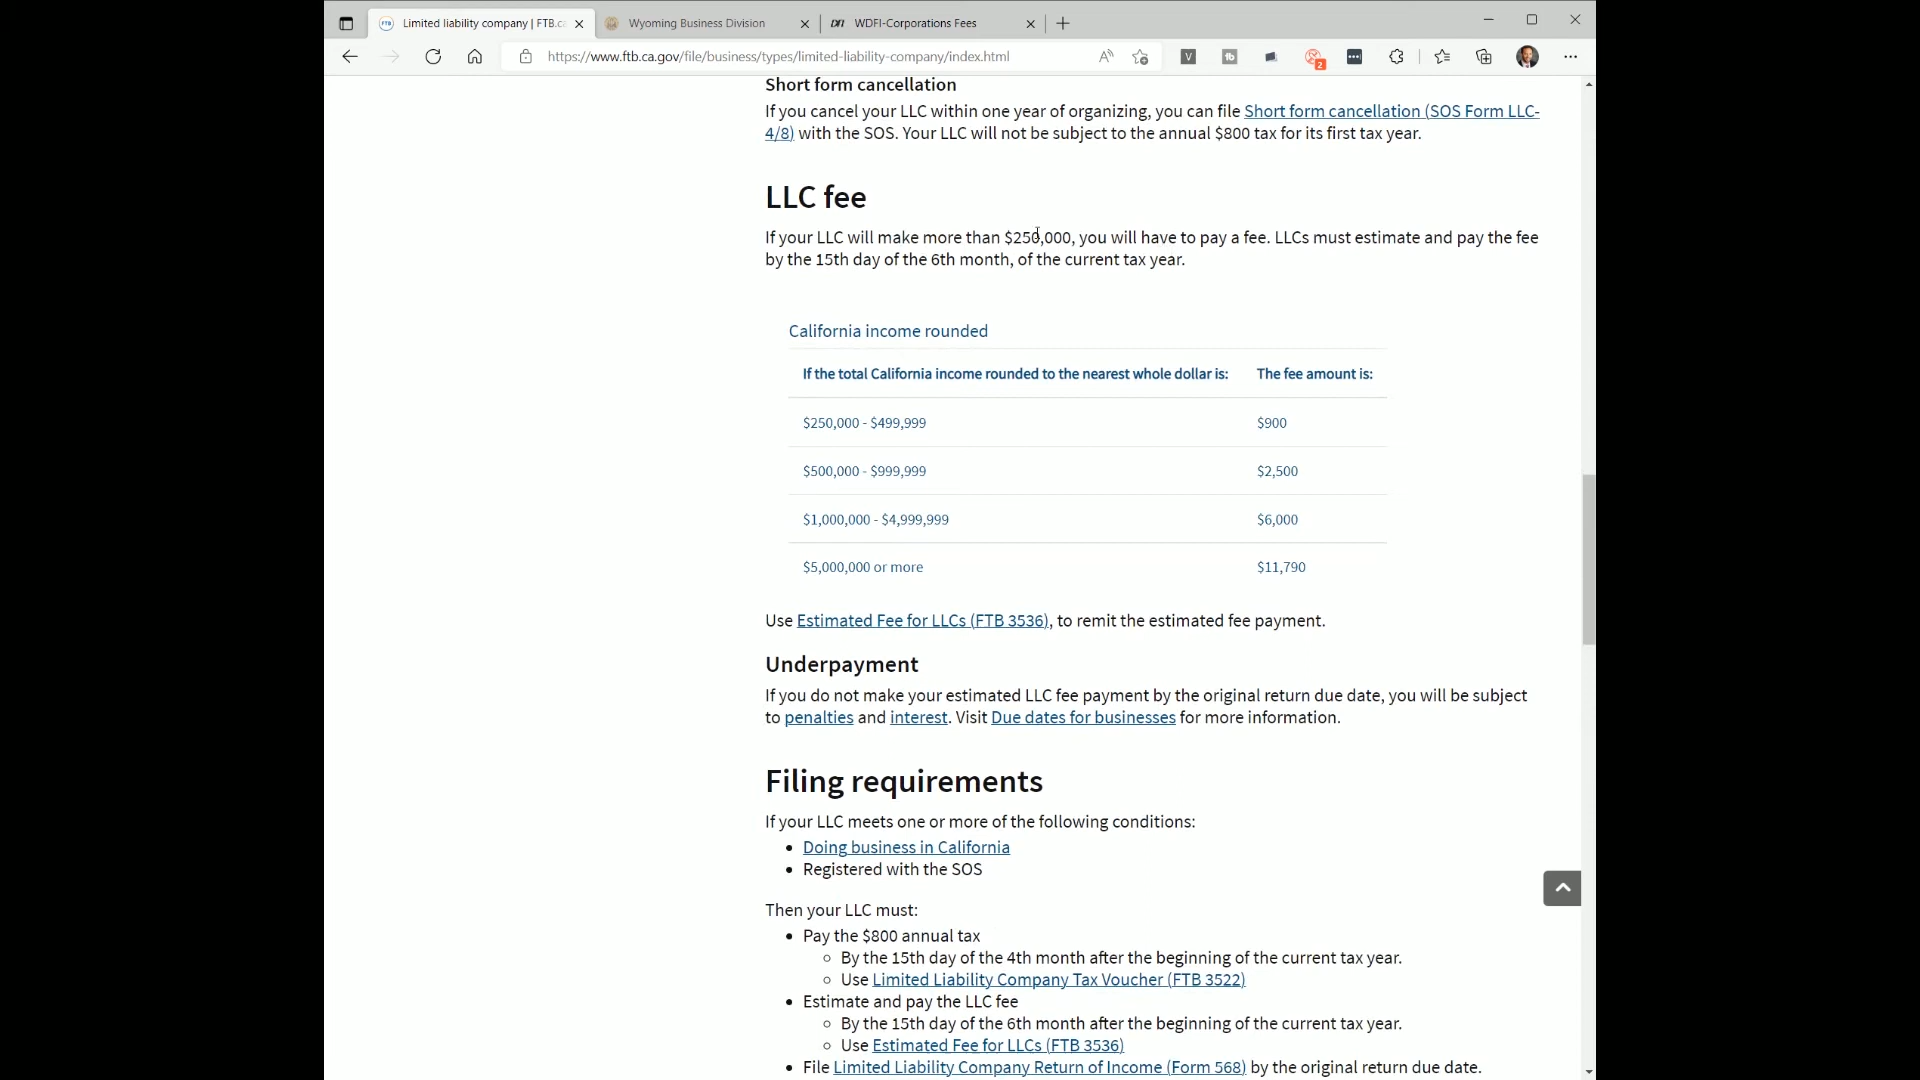 Limited liability company | FTB.ca
Wyoming Business Division
DFI
WDFI-Corporations Fees
https://www.ftb.ca.gov/file/business/types/limited-liability-company/index.html
V
tb
2
Short form cancellation
If you cancel your LLC within one year of organizing, you can file Short form cancellation (SOS Form LLC-
4/8) with the SOS. Your LLC will not be subject to the annual $800 tax for its first tax year.
LLC fee
If your LLC will make more than $250,000, you will have to pay a fee. LLCs must estimate and pay the fee
by the 15th day of the 6th month, of the current tax year.
California income rounded
If the total California income rounded to the nearest whole dollar is: The fee amount is:
$250,000 - $499,999 $900
$500,000 - $999,999 $2,500
$1,000,000 - $4,999,999 $6,000
$5,000,000 or more $11,790
Use Estimated Fee for LLCs (FTB 3536), to remit the estimated fee payment.
Underpayment
If you do not make your estimated LLC fee payment by the original return due date, you will be subject
to penalties and interest. Visit Due dates for businesses for more information.
Filing requirements
If your LLC meets one or more of the following conditions:
• Doing business in California
• Registered with the SOS
Then your LLC must:
• Pay the $800 annual tax
◦ By the 15th day of the 4th month after the beginning of the current tax year.
◦ Use Limited Liability Company Tax Voucher (FTB 3522)
• Estimate and pay the LLC fee
◦ By the 15th day of the 6th month after the beginning of the current tax year.
◦ Use Estimated Fee for LLCs (FTB 3536)
• File Limited Liability Company Return of Income (Form 568) by the original return due date.